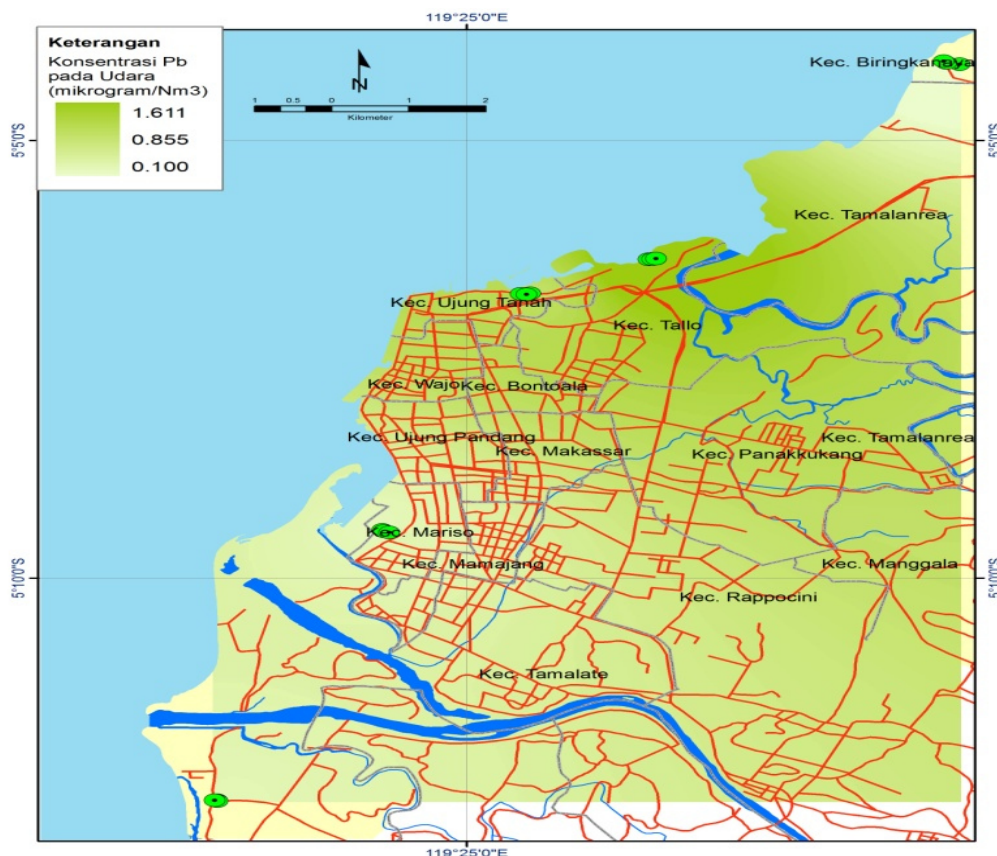 119°25'0"E
Keterangan
Konsentrasi Pb
pada Udara
(mikrogram/Nm3)
1.611
0.855
0.100
N
1 0.5 0 1 2
Kilometer
Kec. Biringkanaya
5°5'0"S
5°5'0"S
Kec. Tamalanrea
Kec. Ujung Tanah
Kec. Tallo
Kec. Wajo
Kec. Bontoala
Kec. Ujung Pandang
Kec. Makassar
Kec. Tamalanrea
Kec. Panakkukang
Kec. Mariso
Kec. Mamajang
Kec. Manggala
5°10'0"S
5°10'0"S
Kec. Rappocini
Kec. Tamalate
119°25'0"E